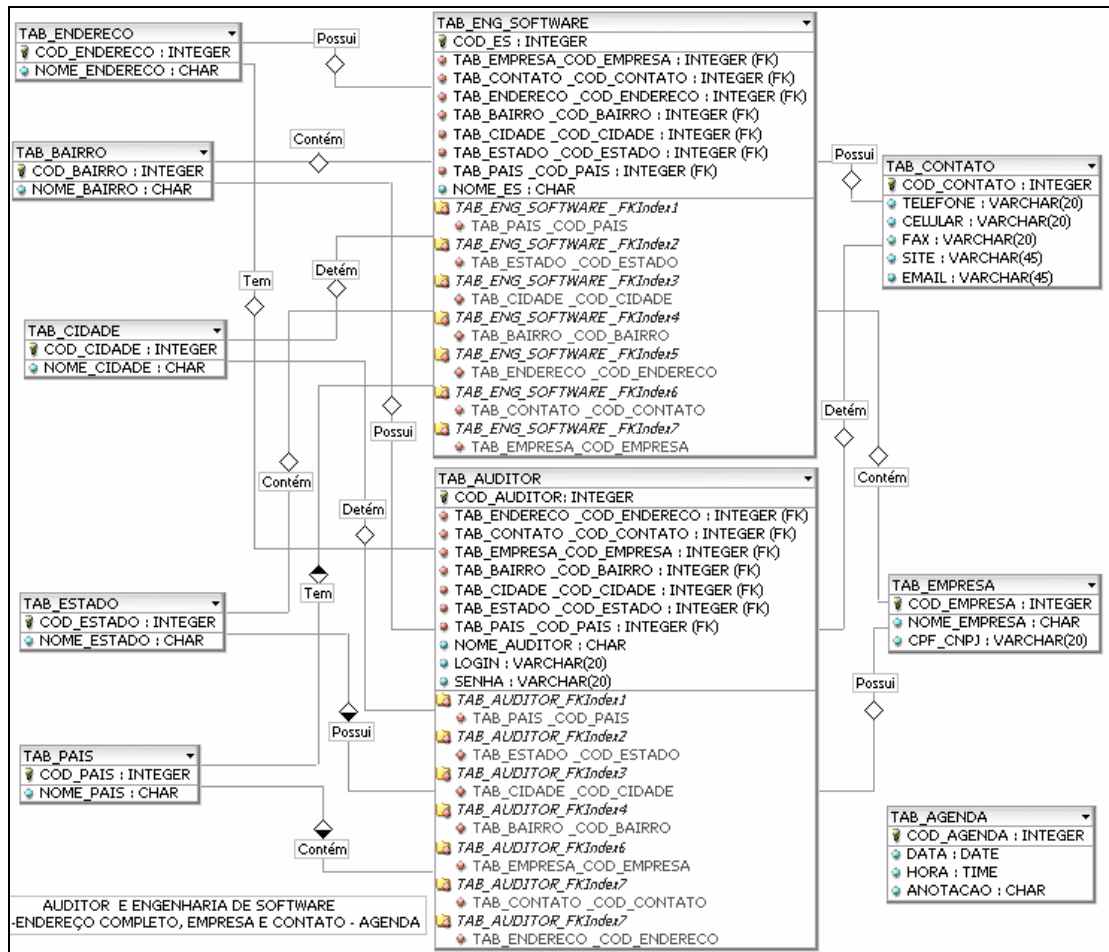 TAB_ENDERECO
COD_ENDERECO : INTEGER
NOME_ENDERECO : CHAR
Possui
TAB_ENG_SOFTWARE
COD_ES : INTEGER
TAB_EMPRESA_COD_EMPRESA : INTEGER (FK)
TAB_CONTATO _COD_CONTATO : INTEGER (FK)
TAB_ENDERECO _COD_ENDERECO : INTEGER (FK)
TAB_BAIRRO _COD_BAIRRO : INTEGER (FK)
TAB_CIDADE _COD_CIDADE : INTEGER (FK)
TAB_ESTADO _COD_ESTADO : INTEGER (FK)
TAB_PAIS _COD_PAIS : INTEGER (FK)
NOME_ES : CHAR
TAB_ENG_SOFTWARE _FKIndex1
TAB_PAIS _COD_PAIS
TAB_ENG_SOFTWARE _FKIndex2
TAB_ESTADO _COD_ESTADO
TAB_ENG_SOFTWARE _FKIndex3
TAB_CIDADE _COD_CIDADE
TAB_ENG_SOFTWARE _FKIndex4
TAB_BAIRRO _COD_BAIRRO
TAB_ENG_SOFTWARE _FKIndex5
TAB_ENDERECO _COD_ENDERECO
TAB_ENG_SOFTWARE _FKIndex6
TAB_CONTATO _COD_CONTATO
TAB_ENG_SOFTWARE _FKIndex7
TAB_EMPRESA_COD_EMPRESA
Contém
TAB_BAIRRO
COD_BAIRRO : INTEGER
NOME_BAIRRO : CHAR
Possui
TAB_CONTATO
COD_CONTATO : INTEGER
TELEFONE : VARCHAR(20)
CELULAR : VARCHAR(20)
FAX : VARCHAR(20)
SITE : VARCHAR(45)
EMAIL : VARCHAR(45)
Tem
Detém
TAB_CIDADE
COD_CIDADE : INTEGER
NOME_CIDADE : CHAR
Possui
Detém
Contém
Contém
Detém
TAB_AUDITOR
COD_AUDITOR: INTEGER
TAB_ENDERECO _COD_ENDERECO : INTEGER (FK)
TAB_CONTATO _COD_CONTATO : INTEGER (FK)
TAB_EMPRESA_COD_EMPRESA : INTEGER (FK)
TAB_BAIRRO _COD_BAIRRO : INTEGER (FK)
TAB_CIDADE _COD_CIDADE : INTEGER (FK)
TAB_ESTADO _COD_ESTADO : INTEGER (FK)
TAB_PAIS _COD_PAIS : INTEGER (FK)
NOME_AUDITOR : CHAR
LOGIN : VARCHAR(20)
SENHA : VARCHAR(20)
TAB_AUDITOR_FKIndex1
TAB_PAIS _COD_PAIS
TAB_AUDITOR_FKIndex2
TAB_ESTADO _COD_ESTADO
TAB_AUDITOR_FKIndex3
TAB_CIDADE _COD_CIDADE
TAB_AUDITOR_FKIndex4
TAB_BAIRRO _COD_BAIRRO
TAB_AUDITOR_FKIndex6
TAB_EMPRESA_COD_EMPRESA
TAB_AUDITOR_FKIndex7
TAB_CONTATO _COD_CONTATO
TAB_AUDITOR_FKIndex7
TAB_ENDERECO _COD_ENDERECO
Tem
TAB_ESTADO
COD_ESTADO : INTEGER
NOME_ESTADO : CHAR
TAB_EMPRESA
COD_EMPRESA : INTEGER
NOME_EMPRESA : CHAR
CPF_CNPJ : VARCHAR(20)
Possui
Possui
TAB_PAIS
COD_PAIS : INTEGER
NOME_PAIS : CHAR
Contém
TAB_AGENDA
COD_AGENDA : INTEGER
DATA : DATE
HORA : TIME
ANOTACAO : CHAR
AUDITOR E ENGENHARIA DE SOFTWARE
-ENDEREÇO COMPLETO, EMPRESA E CONTATO - AGENDA